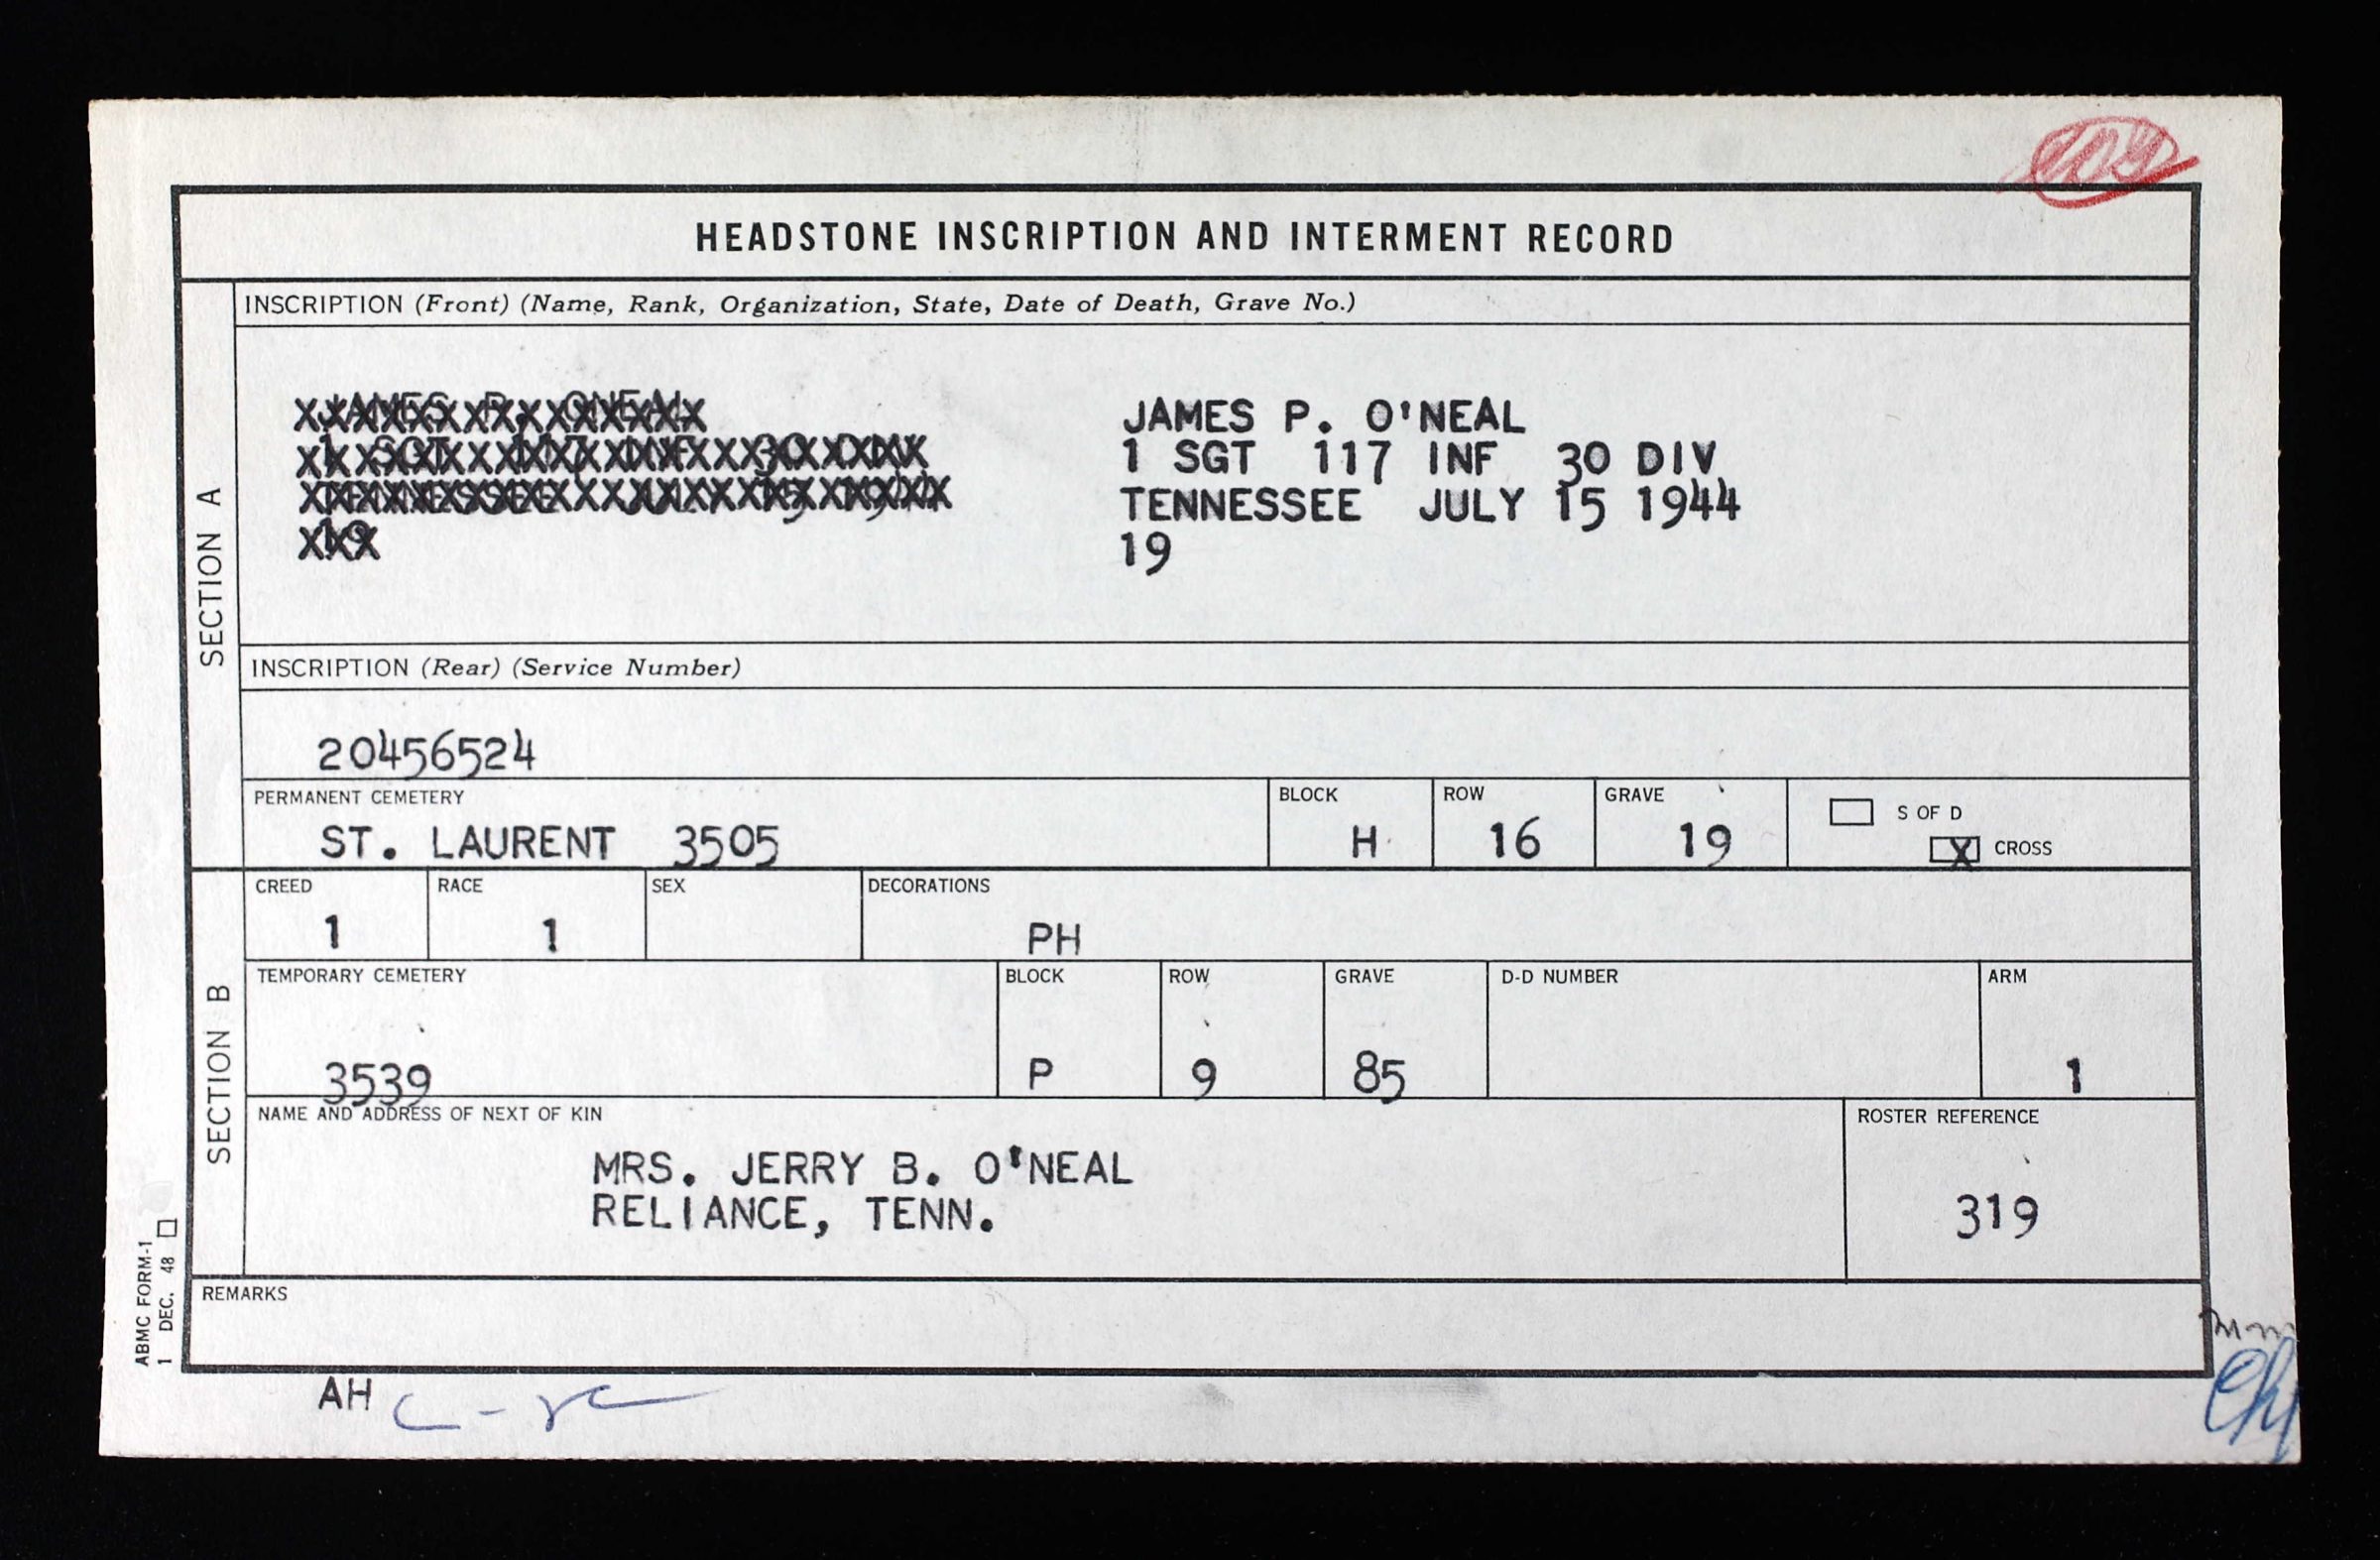 HEADSTONE INSCRIPTION AND INTERMENT RECORD
SECTION A
INSCRIPTION (Front) (Name, Rank, Organization, State, Date of Death, Grave No.)
JAMES P. O'NEAL
1 SGT 117 INF 30 DIV
TENNESSEE JULY 15 1944
19
INSCRIPTION (Rear) (Service Number)
20456524
PERMANENT CEMETERY BLOCK ROW GRAVE S OF D
ST. LAURENT 3505 H 16 19 X CROSS
SECTION B
CREED RACE SEX DECORATIONS
1 1 PH
TEMPORARY CEMETERY BLOCK ROW GRAVE D-D NUMBER ARM
3539 P 9 85 1
NAME AND ADDRESS OF NEXT OF KIN ROSTER REFERENCE
MRS. JERRY B. O'NEAL
RELIANCE, TENN.
319
REMARKS
ABMC FORM-1
1 DEC. 48
AH